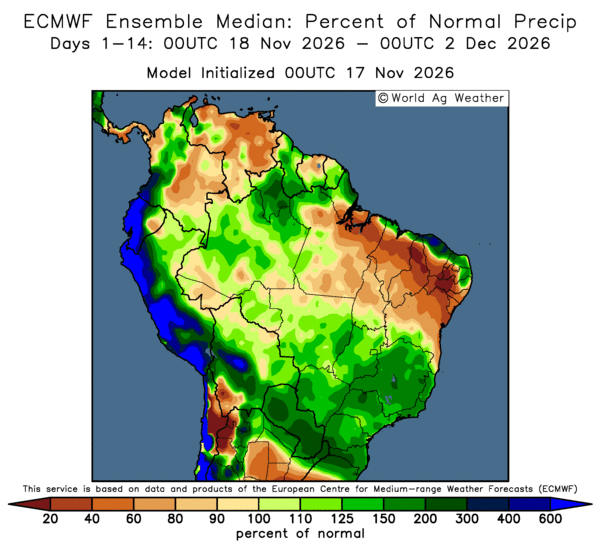 ECMWF Ensemble Median: Percent of Normal Precip
Days 1-14: 00UTC 18 Nov 2026 - 00UTC 2 Dec 2026
Model Initialized 00UTC 17 Nov 2026
©World Ag Weather
This service is based on data and products of the European Centre for Medium-range Weather Forecasts (ECMWF)
20 40 60 80 90 100 110 125 150 200 300 400 600
percent of normal